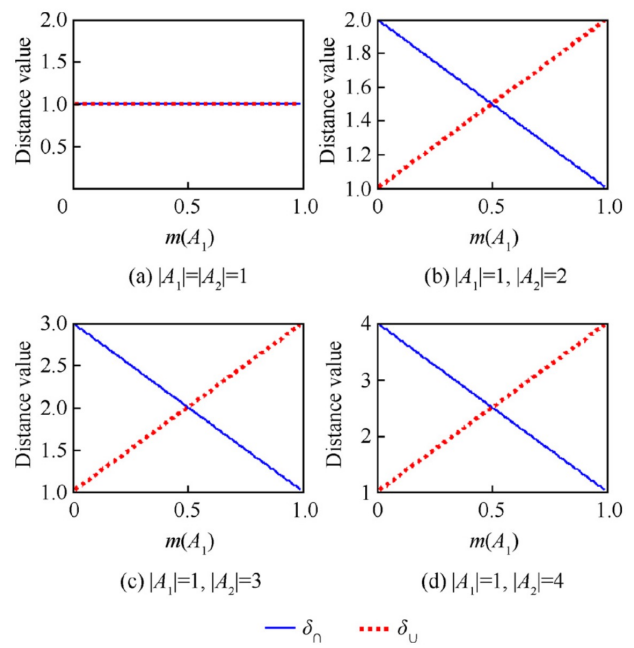 2.0
1.5
1.0
0.5
0
0.5
1.0
Distance value
m(A₁)
(a) |A₁|=|A₂|=1
2.0
1.8
1.6
1.4
1.2
1.0
0
0.5
1.0
Distance value
m(A₁)
(b) |A₁|=1, |A₂|=2
3.0
2.5
2.0
1.5
1.0
0
0.5
1.0
Distance value
m(A₁)
(c) |A₁|=1, |A₂|=3
4
3
2
1
0
0.5
1.0
Distance value
m(A₁)
(d) |A₁|=1, |A₂|=4
δ∩ δ∪